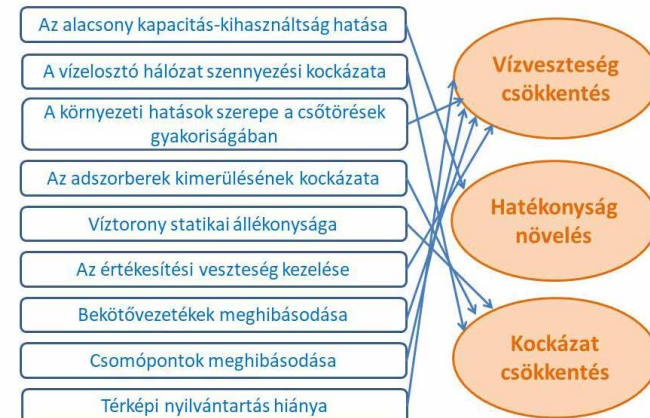 Az alacsony kapacitás-kihasználtság hatása
A vízelosztó hálózat szennyezési kockázata
A környezeti hatások szerepe a csőtörések
gyakoriságában
Az adszorberek kimerülésének kockázata
Víztorony statikai állékonysága
Az értékesítési veszteség kezelése
Bekötővezetékek meghibásodása
Csomópontok meghibásodása
Térképi nyilvántartás hiánya
Vízveszteség
csökkentés
Hatékonyság
növelés
Kockázat
csökkentés